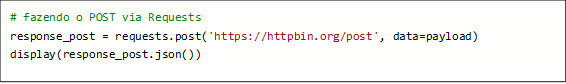 # fazendo o POST via Requests
response_post = requests.post('https://httpbin.org/post', data=payload)
display(response_post.json())